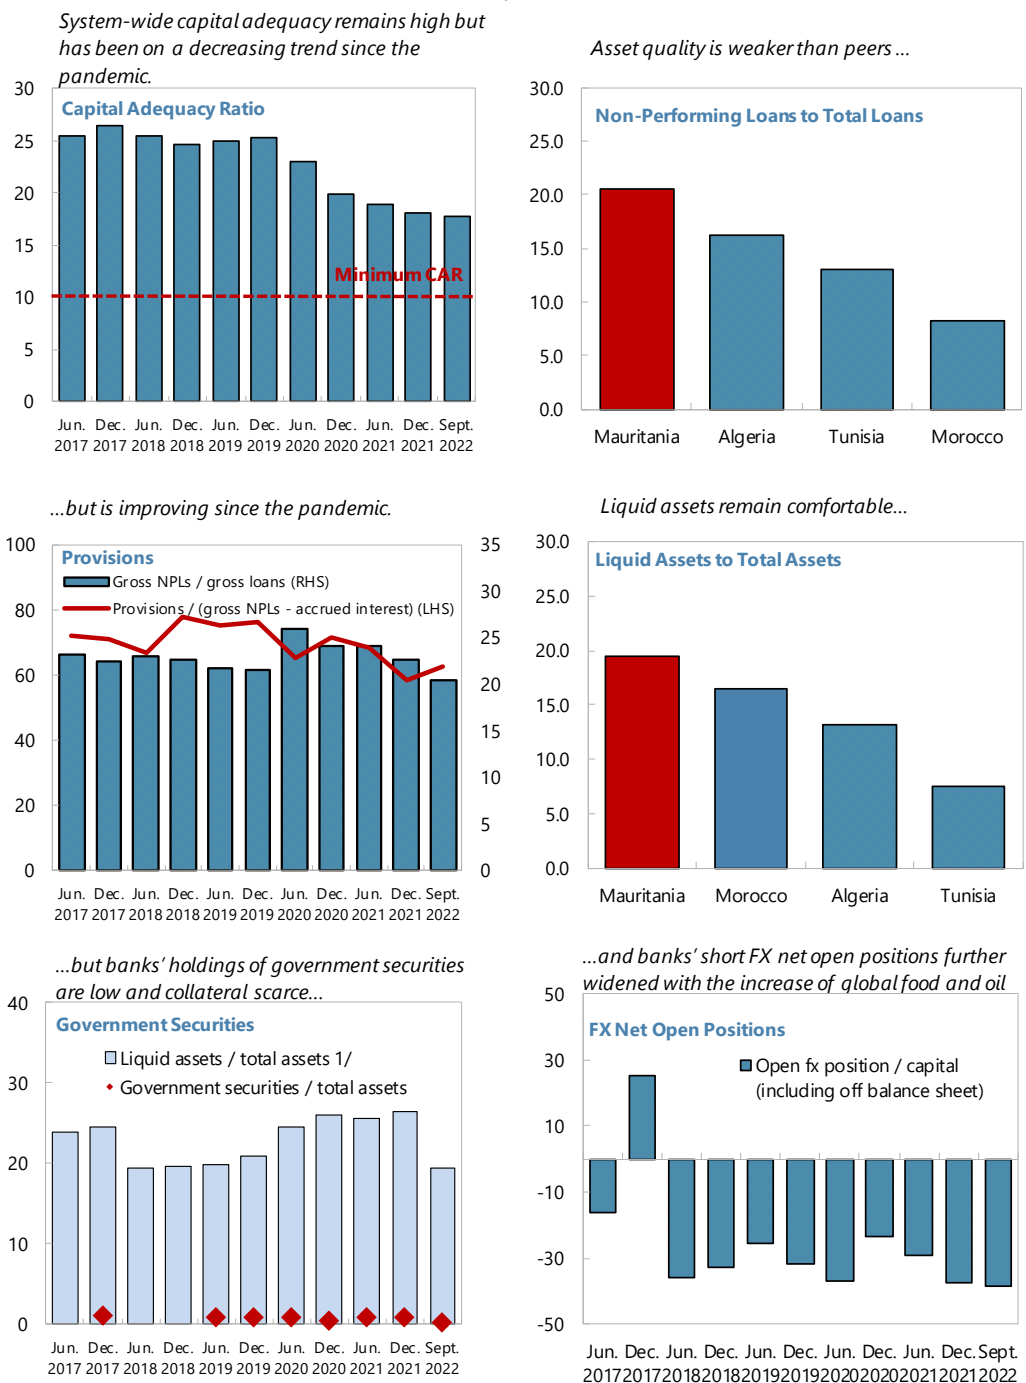 System-wide capital adequacy remains high but
has been on a decreasing trend since the
pandemic.
30
25
20
15
10
5
0
Capital Adequacy Ratio
Minimum CAR
Jun. Dec. Jun. Dec. Jun. Dec. Jun. Dec. Jun. Dec. Sept.
2017 2017 2018 2018 2019 2019 2020 2020 2021 2021 2022
Asset quality is weaker than peers ...
30.0
25.0
20.0
15.0
10.0
5.0
0.0
Non-Performing Loans to Total Loans
Mauritania Algeria Tunisia Morocco
...but is improving since the pandemic.
100
80
60
40
20
0
Provisions
Gross NPLs / gross loans (RHS)
Provisions / (gross NPLs - accrued interest) (LHS)
35
30
25
20
15
10
5
0
Jun. Dec. Jun. Dec. Jun. Dec. Jun. Dec. Jun. Dec. Sept.
2017 2017 2018 2018 2019 2019 2020 2020 2021 2021 2022
Liquid assets remain comfortable...
30.0
25.0
20.0
15.0
10.0
5.0
0.0
Liquid Assets to Total Assets
Mauritania Morocco Algeria Tunisia
...but banks' holdings of government securities
are low and collateral scarce...
40
30
20
10
0
Government Securities
Liquid assets / total assets 1/
Government securities / total assets
Jun. Dec. Jun. Dec. Jun. Dec. Jun. Dec. Jun. Dec. Sept.
2017 2017 2018 2018 2019 2019 2020 2020 2021 2021 2022
...and banks' short FX net open positions further
widened with the increase of global food and oil
50
30
10
-10
-30
-50
FX Net Open Positions
Open fx position / capital
(including off balance sheet)
Jun. Dec. Jun. Dec. Jun. Dec. Jun. Dec. Jun. Dec. Sept.
2017 2017 2018 2018 2019 2019 2020 2020 2021 2021 2022